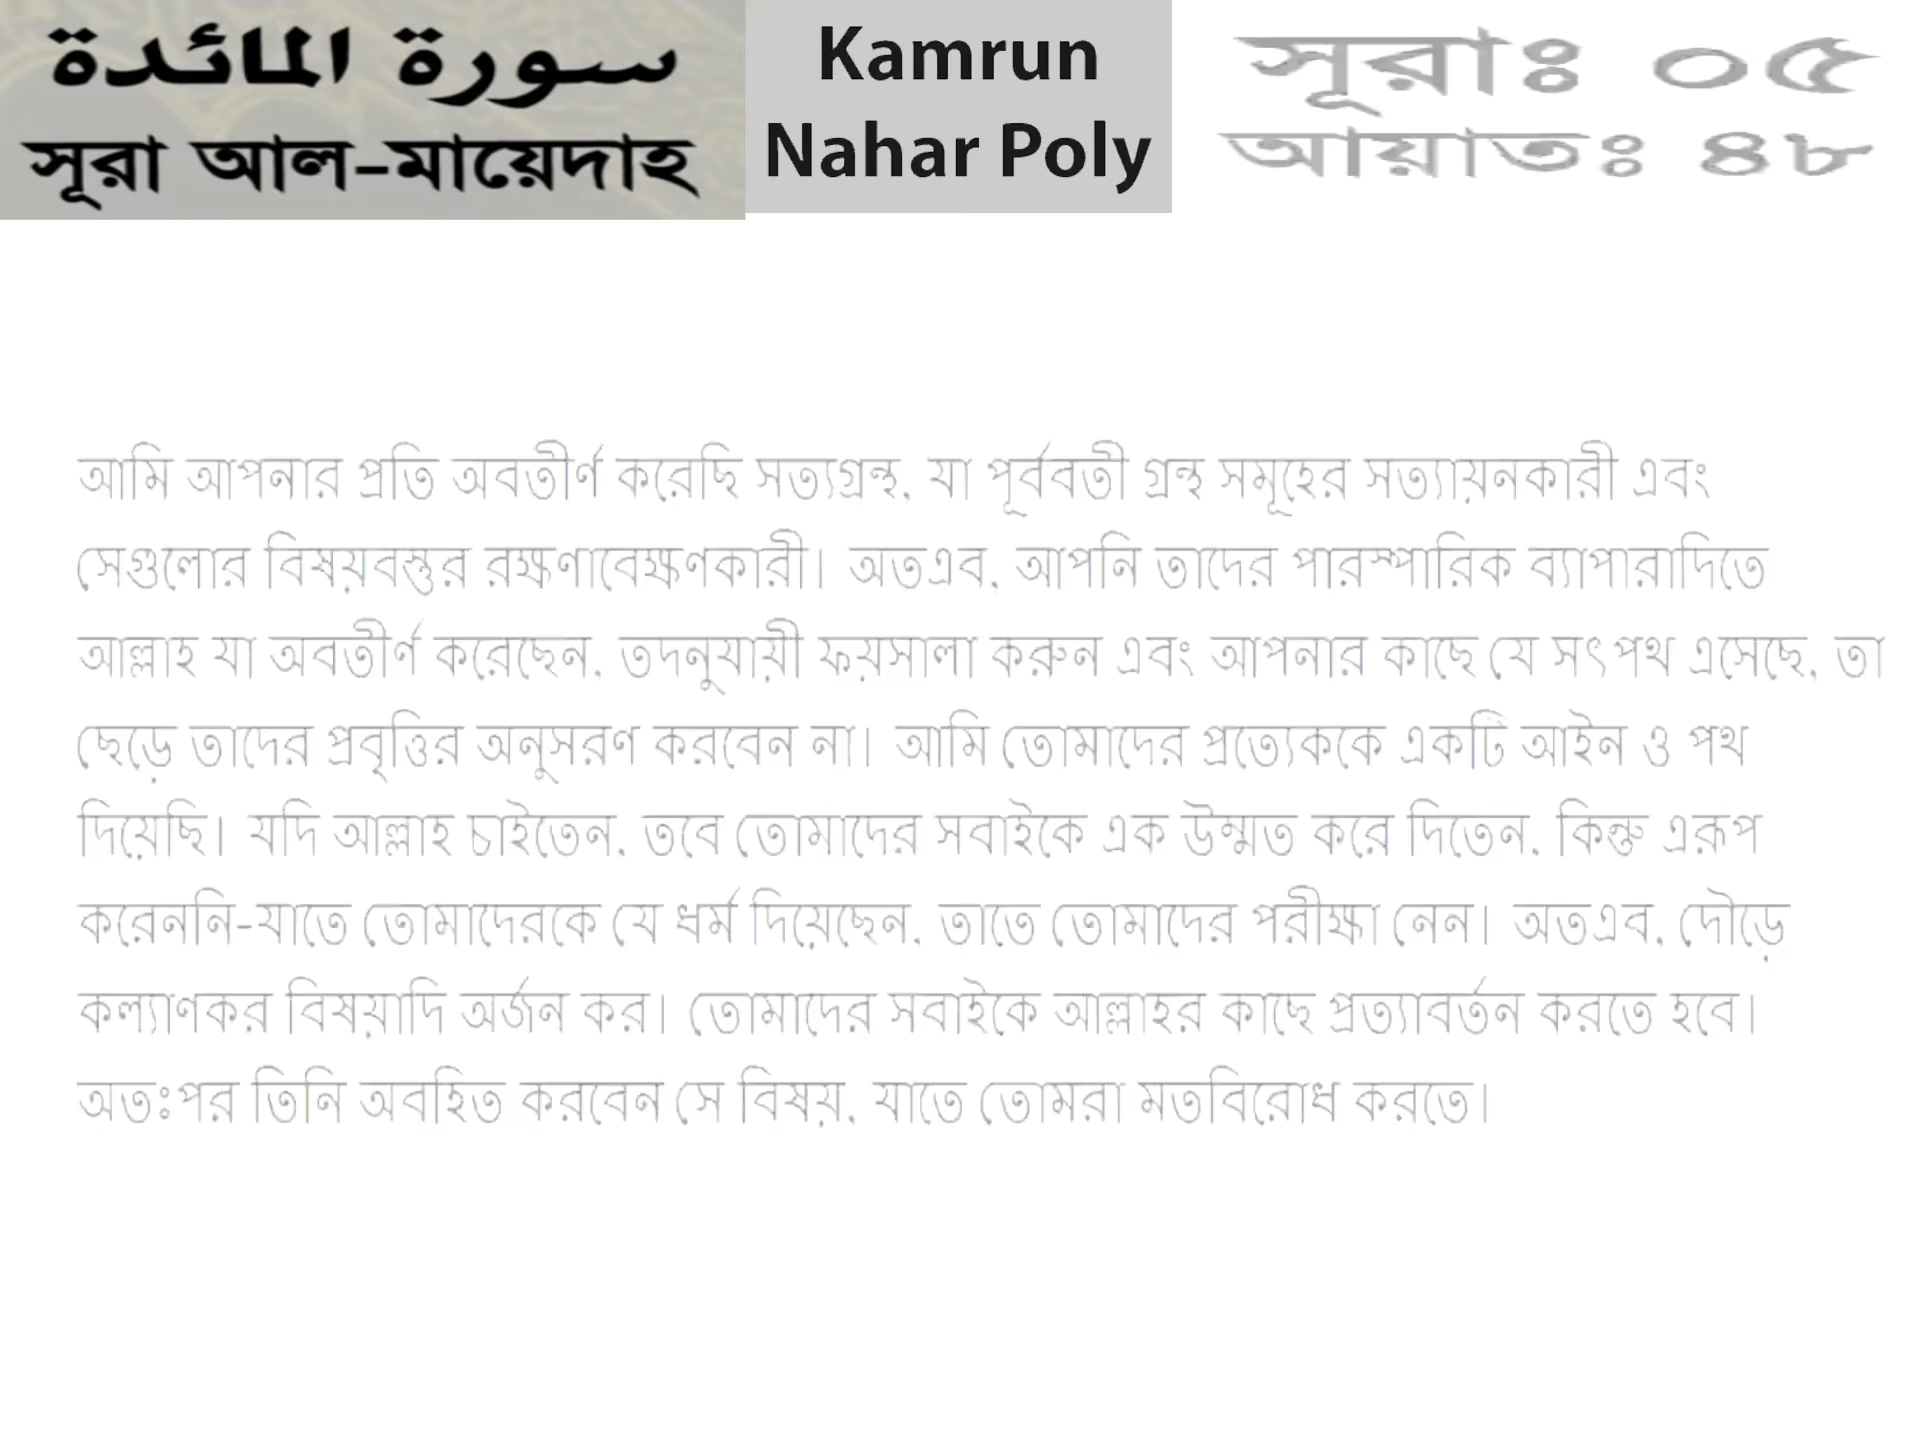 سورة المائدة
সূরা আল-মায়েদাহ
Kamrun
Nahar Poly
সূরাঃ ০৫
আয়াতঃ ৪৮
আমি আপনার প্রতি অবতীর্ণ করেছি সত্যগ্রন্থ, যা পূর্ববতী গ্রন্থ সমূহের সত্যায়নকারী এবং
সেগুলোর বিষয়বস্তুর রক্ষণাবেক্ষণকারী। অতএব, আপনি তাদের পারস্পারিক ব্যাপারাদিতে
আল্লাহ যা অবতীর্ণ করেছেন, তদনুযায়ী ফয়সালা করুন এবং আপনার কাছে যে সৎপথ এসেছে, তা
ছেড়ে তাদের প্রবৃত্তির অনুসরণ করবেন না। আমি তোমাদের প্রত্যেককে একটি আইন ও পথ
দিয়েছি। যদি আল্লাহ চাইতেন, তবে তোমাদের সবাইকে এক উম্মত করে দিতেন, কিন্তু এরূপ
করেননি-যাতে তোমাদেরকে যে ধর্ম দিয়েছেন, তাতে তোমাদের পরীক্ষা নেন। অতএব, দৌড়ে
কল্যাণকর বিষয়াদি অর্জন কর। তোমাদের সবাইকে আল্লাহর কাছে প্রত্যাবর্তন করতে হবে।
অতঃপর তিনি অবহিত করবেন সে বিষয়, যাতে তোমরা মতবিরোধ করতে।